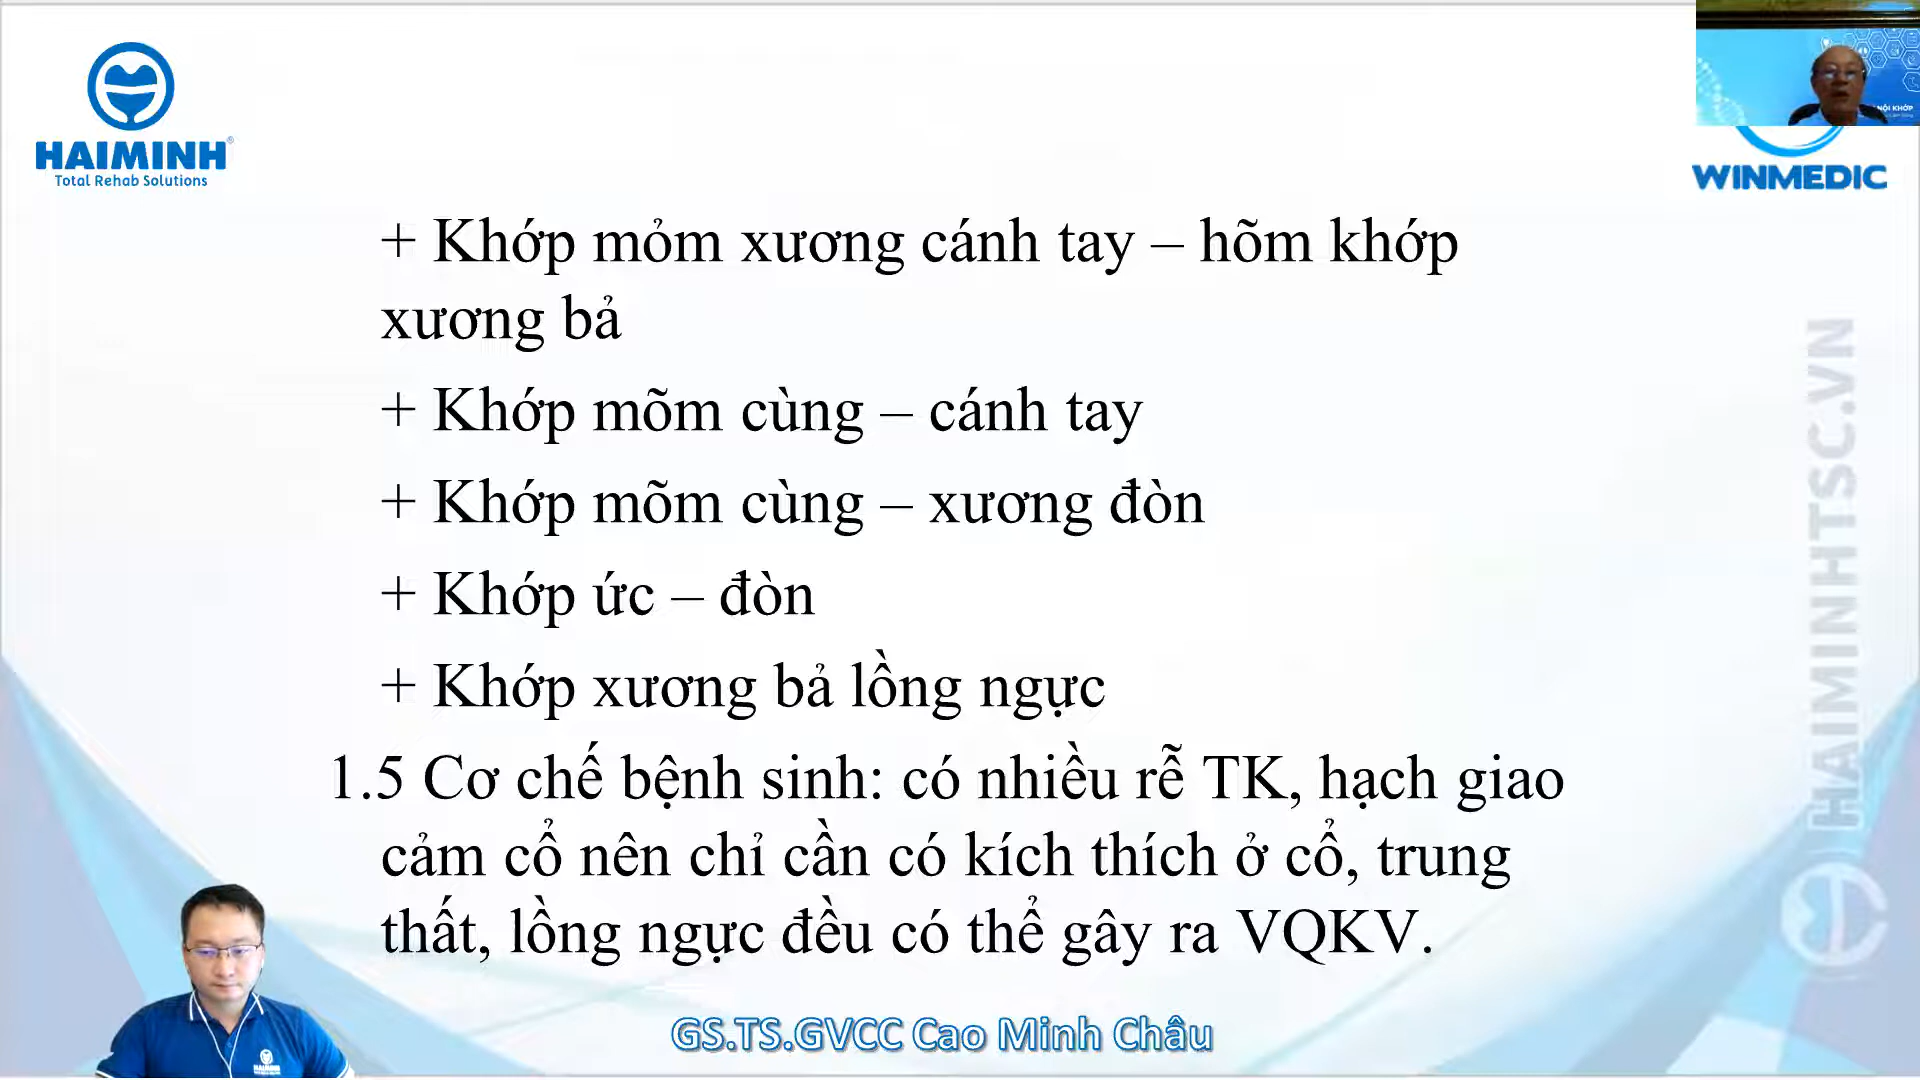 HAIMINH
Total Rehab Solutions
NỘI KHỚP
WINMEDIC
+ Khớp mỏm xương cánh tay – hõm khớp
xương bả
+ Khớp mõm cùng – cánh tay
+ Khớp mõm cùng – xương đòn
+ Khớp ức – đòn
+ Khớp xương bả lồng ngực
1.5 Cơ chế bệnh sinh: có nhiều rễ TK, hạch giao
cảm cổ nên chỉ cần có kích thích ở cổ, trung
thất, lồng ngực đều có thể gây ra VQKV.
HAIMINHTSC.VN
HAIMINH
GS.TS.GVCC Cao Minh Châu